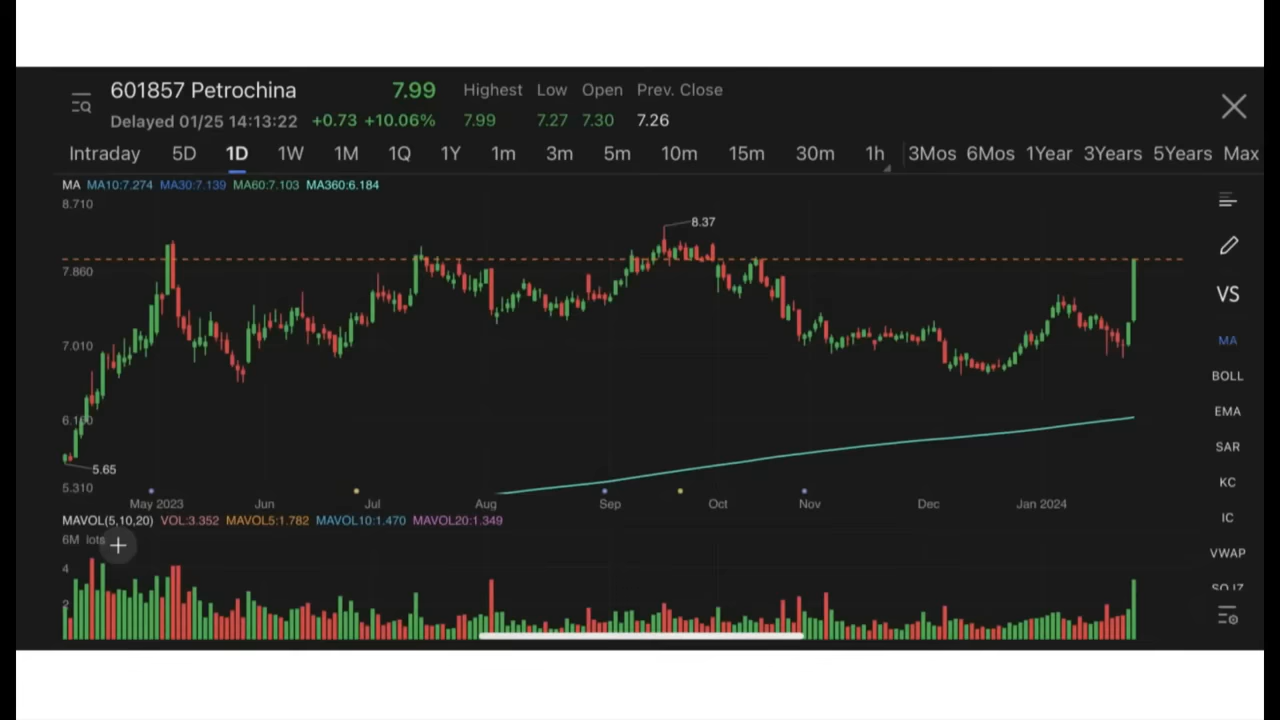 601857 Petrochina 7.99 Highest Low Open Prev. Close
Delayed 01/25 14:13:22 +0.73 +10.06% 7.99 7.27 7.30 7.26
Intraday 5D 1D 1W 1M 1Q 1Y 1m 3m 5m 10m 15m 30m 1h 3Mos 6Mos 1Year 3Years 5Years Max
MA MA10:7.274 MA30:7.139 MA60:7.103 MA360:6.184
8.710
8.37
7.860
VS
7.010
MA
BOLL
EMA
6.160
SAR
5.65
KC
5.310
May 2023 Jun Jul Aug Sep Oct Nov Dec Jan 2024
IC
MAVOL(5,10,20) VOL:3.352 MAVOL5:1.782 MAVOL10:1.470 MAVOL20:1.349
6M lots
VWAP
4
2